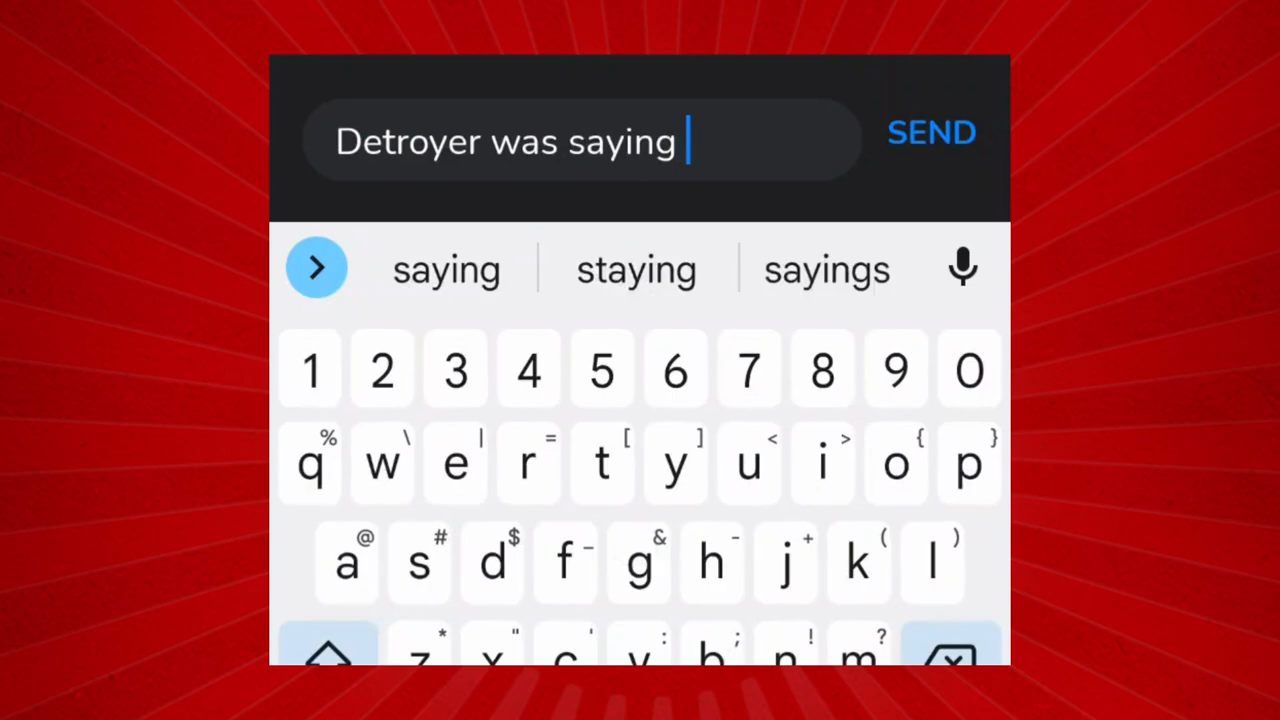 Detroyer was saying
SEND
saying staying sayings
1 2 3 4 5 6 7 8 9 0
% \ | = [ ] < > { }
q w e r t y u i o p
@ # $ _ & - + ( )
a s d f g h j k l
* " ' : ; ! ?
z x c v b n m